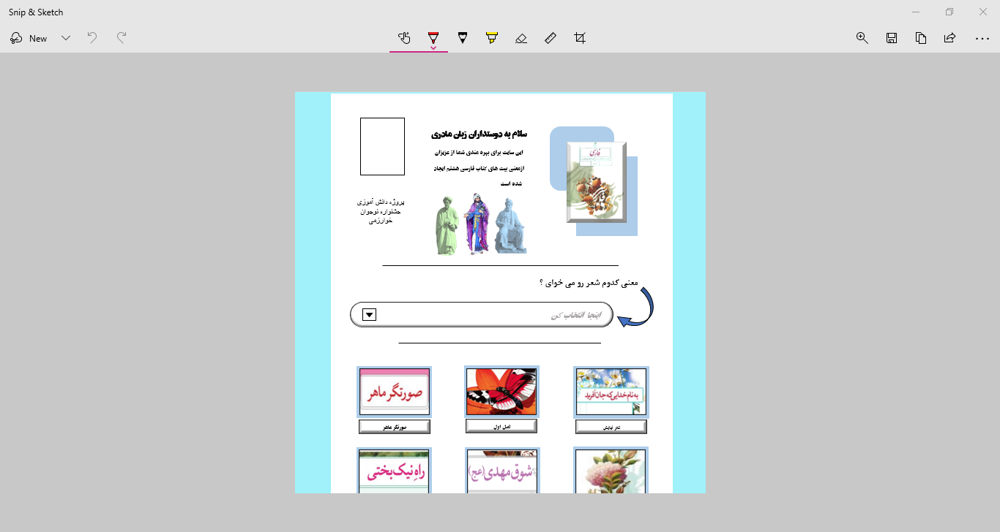 Snip & Sketch
New
سلام به دوستداران زبان مادری
این سایت برای بهره مندی شما از عزیزان
ازمعنی بیت های کتاب فارسی هشتم ایجاد
شده است
فارسی
پروژه دانش آموزی
جشنواره نوجوان
خوارزمی
معنی کدوم شعر رو می خوای ؟
اینجا انتخاب کن
به نام خدایی که جان آفرید
صورتگر ماهر
شعر نیایش
فصل اول
صورتگر ماهر
شوق مهدی (عج)
راه نیک بختی